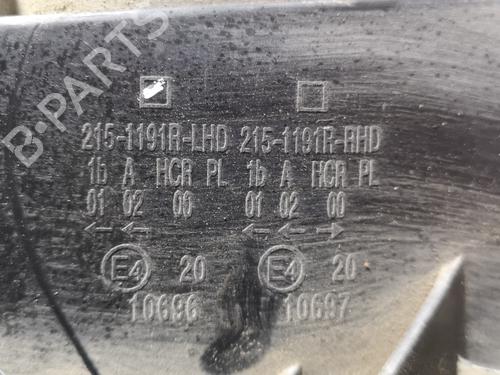 215-1191R-LHD 215-1191R-RHD
1b A HCR PL 1b A HCR PL
01 02 00 01 02 00
E4 20 E4 20
10696 10697